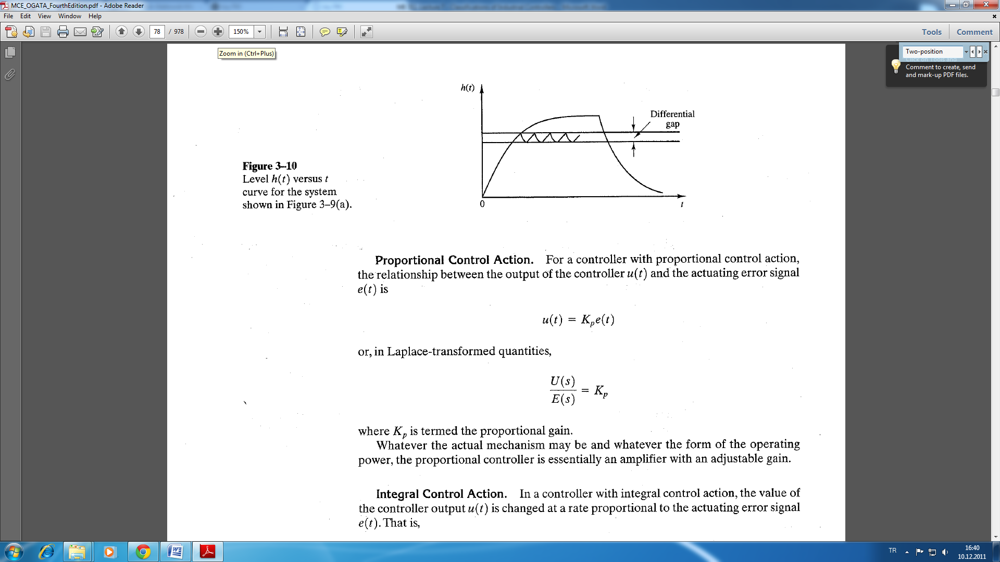 MCE_OGATA_FourthEdition.pdf - Adobe Reader
File Edit View Window Help
78 / 978 150% Tools Comment
Zoom in (Ctrl+Plus)
Two-position
Comment to create, send
and mark-up PDF files.
h(t)
Differential
gap
0
t
Figure 3–10
Level h(t) versus t
curve for the system
shown in Figure 3–9(a).
Proportional Control Action. For a controller with proportional control action,
the relationship between the output of the controller u(t) and the actuating error signal
e(t) is
u(t) = Kpe(t)
or, in Laplace-transformed quantities,
U(s)
E(s)
= Kp
where Kp is termed the proportional gain.
Whatever the actual mechanism may be and whatever the form of the operating
power, the proportional controller is essentially an amplifier with an adjustable gain.
Integral Control Action. In a controller with integral control action, the value of
the controller output u(t) is changed at a rate proportional to the actuating error signal
e(t). That is,
TR
16:40
10.12.2011